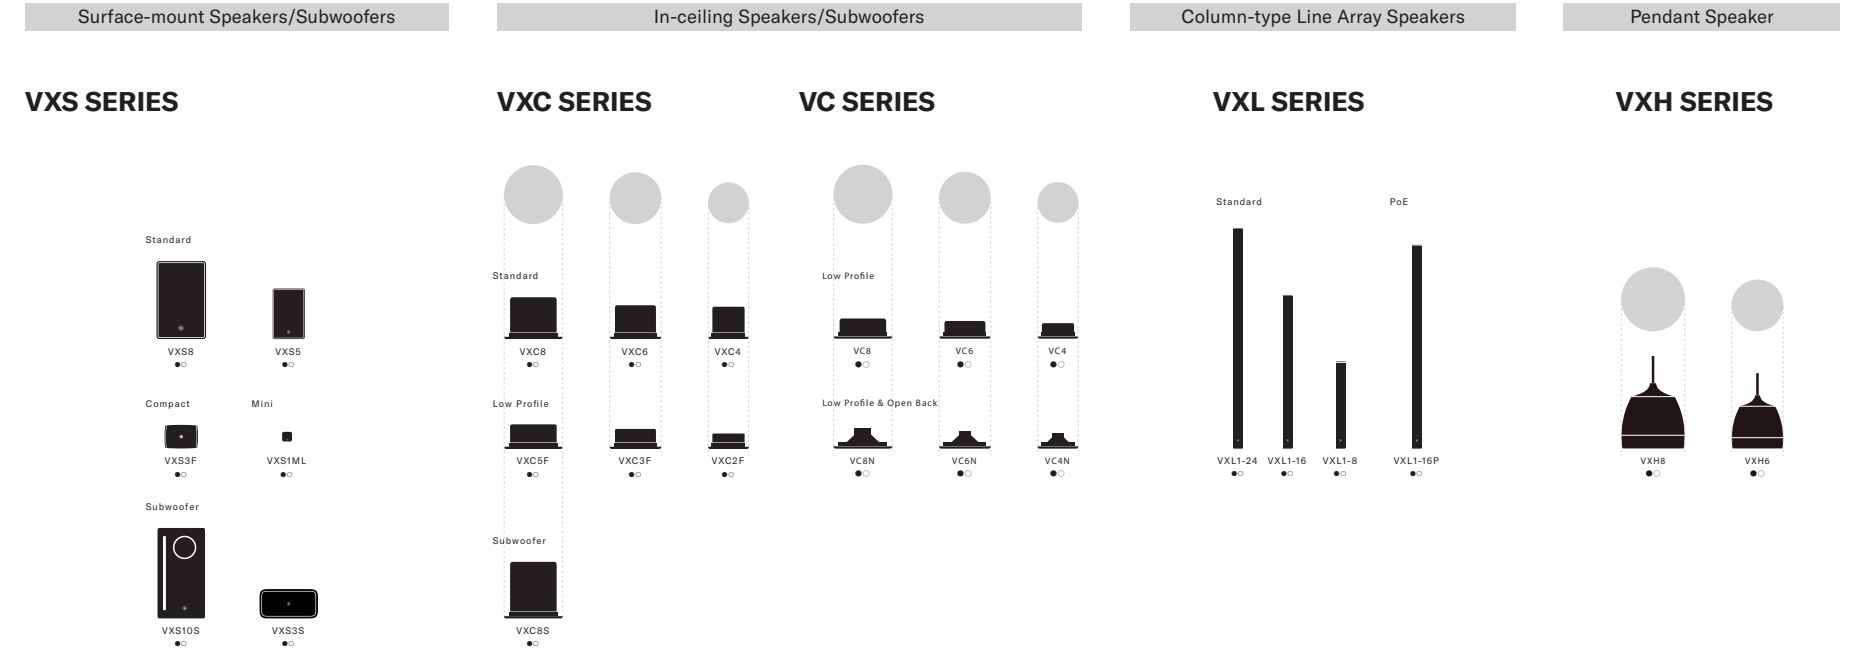 Surface-mount Speakers/Subwoofers
In-ceiling Speakers/Subwoofers
Column-type Line Array Speakers
Pendant Speaker
VXS SERIES
VXC SERIES
VC SERIES
VXL SERIES
VXH SERIES
Standard
VXS8
VXS5
Compact
Mini
VXS3F
VXS1ML
Subwoofer
VXS10S
VXS3S
Standard
VXC8
VXC6
VXC4
Low Profile
VXC5F
VXC3F
VXC2F
Subwoofer
VXC8S
Low Profile
VC8
VC6
VC4
Low Profile & Open Back
VC8N
VC6N
VC4N
Standard
PoE
VXL1-24
VXL1-16
VXL1-8
VXL1-16P
VXH8
VXH6